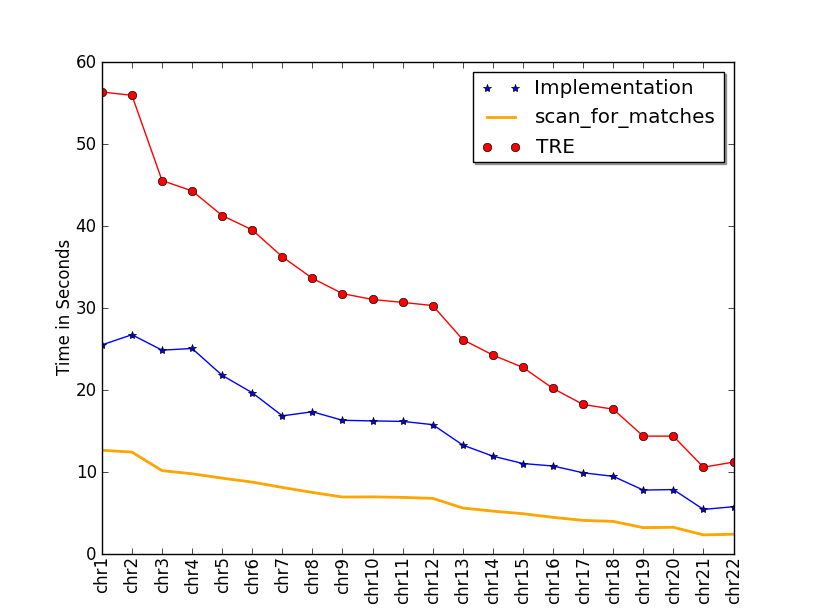 60
50
40
30
20
10
0
Time in Seconds
Implementation
scan_for_matches
TRE
chr1
chr2
chr3
chr4
chr5
chr6
chr7
chr8
chr9
chr10
chr11
chr12
chr13
chr14
chr15
chr16
chr17
chr18
chr19
chr20
chr21
chr22